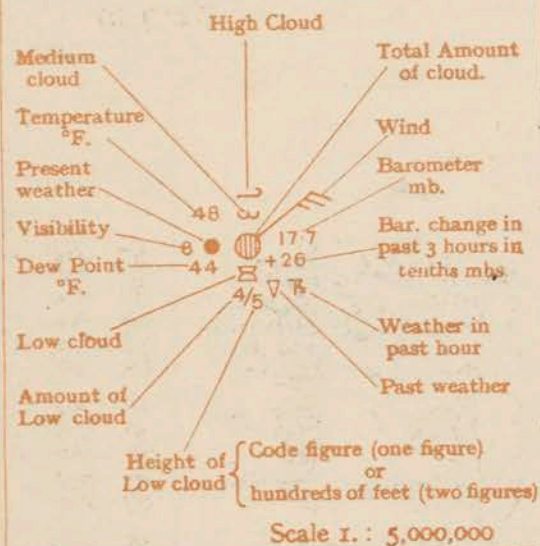 High Cloud
Medium
cloud
Total Amount
of cloud.
Temperature
°F.
Wind
Present
weather
Barometer
mb.
48
Visibility
8
17.7
Bar. change in
past 3 hours in
tenths mbs.
Dew Point
°F.
44
+26
4/5
Low cloud
Weather in
past hour
Amount of
Low cloud
Past weather
Height of
Low cloud
Code figure (one figure)
or
hundreds of feet (two figures)
Scale 1. : 5,000,000